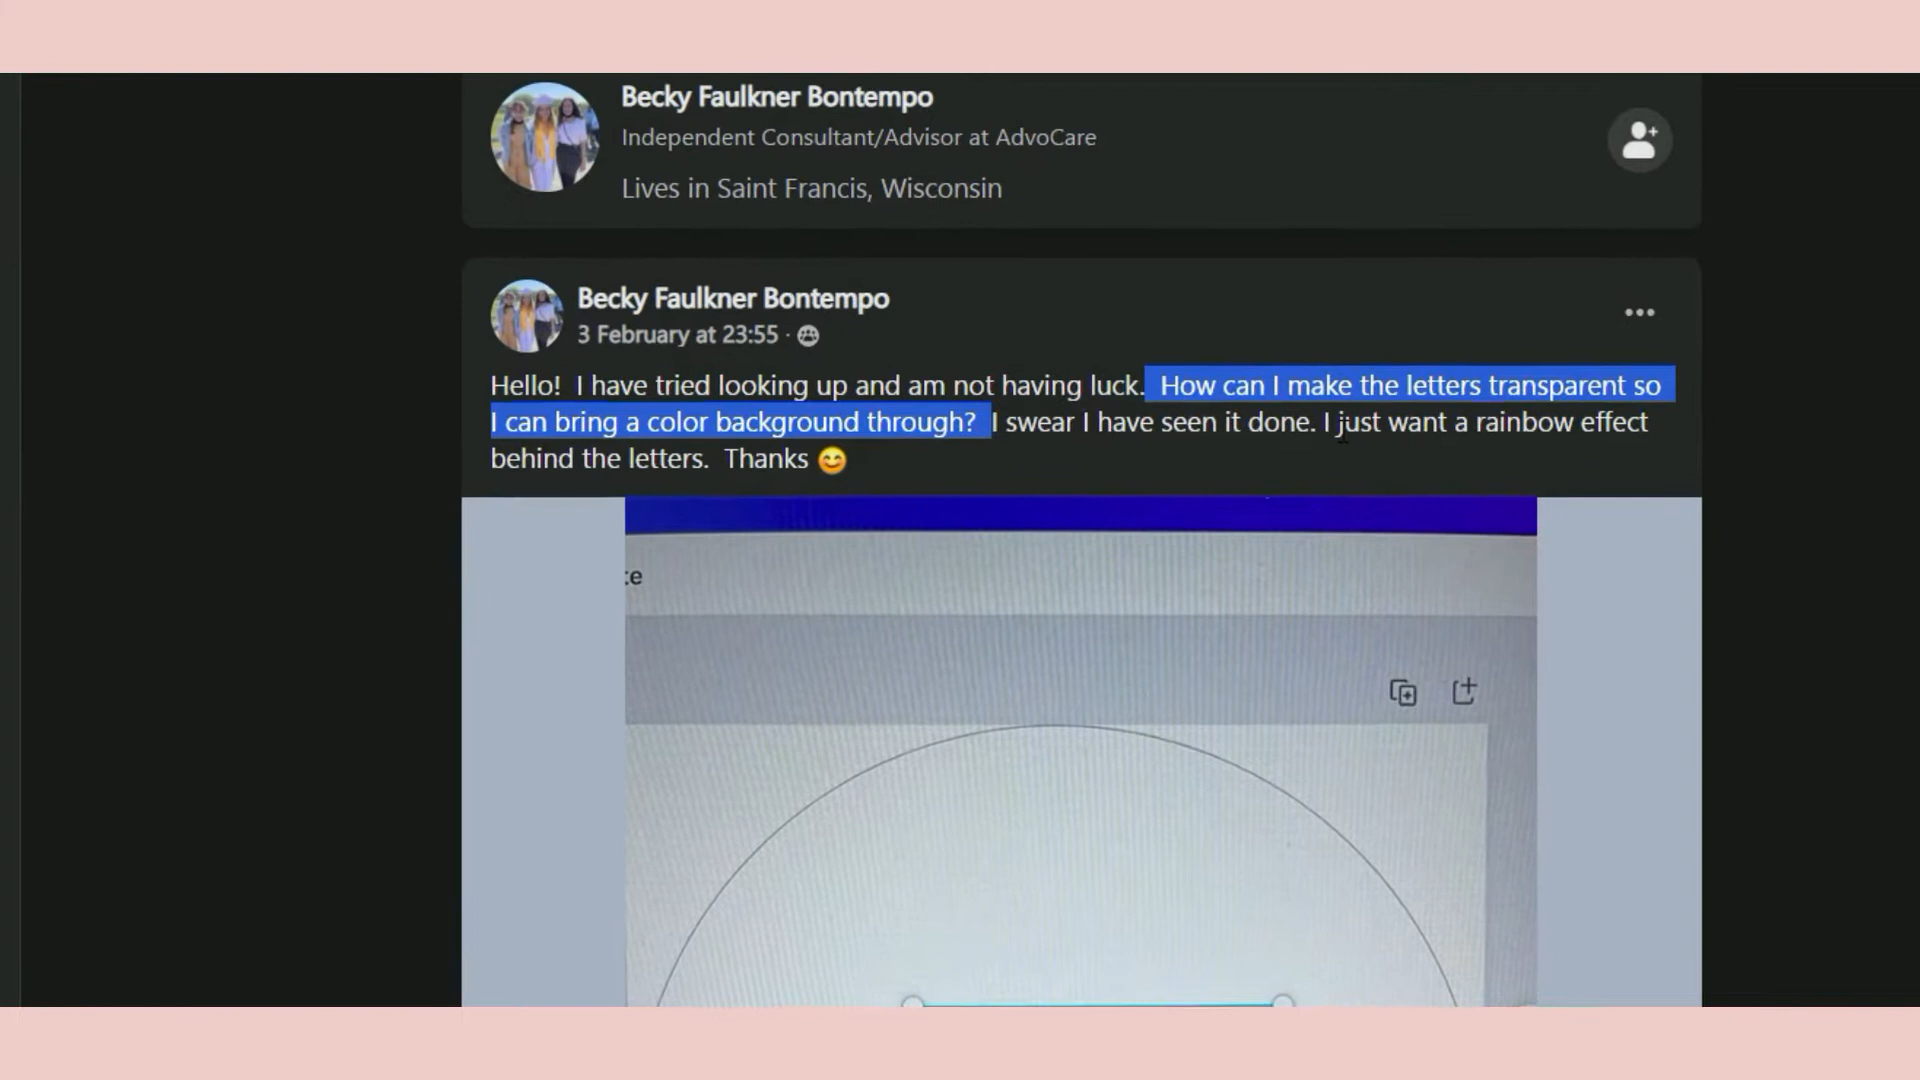 Becky Faulkner Bontempo
Independent Consultant/Advisor at AdvoCare
Lives in Saint Francis, Wisconsin
Becky Faulkner Bontempo
3 February at 23:55 ·
Hello!  I have tried looking up and am not having luck.  How can I make the letters transparent so
I can bring a color background through?  I swear I have seen it done. I just want a rainbow effect
behind the letters.  Thanks 😊
te